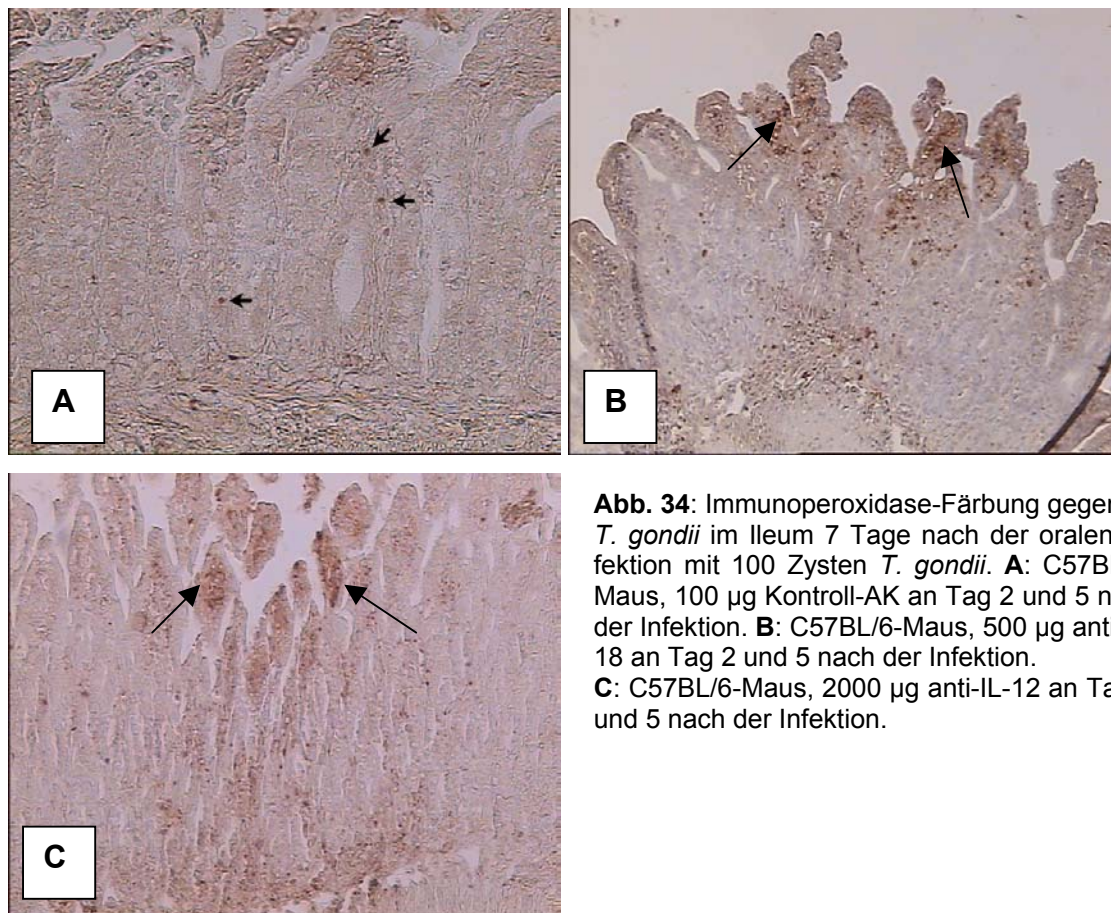 A
B
C
Abb. 34: Immunoperoxidase-Färbung gegen
T. gondii im Ileum 7 Tage nach der oralen
fektion mit 100 Zysten T. gondii. A: C57B
Maus, 100 µg Kontroll-AK an Tag 2 und 5 n
der Infektion. B: C57BL/6-Maus, 500 µg anti
18 an Tag 2 und 5 nach der Infektion.
C: C57BL/6-Maus, 2000 µg anti-IL-12 an Ta
und 5 nach der Infektion.